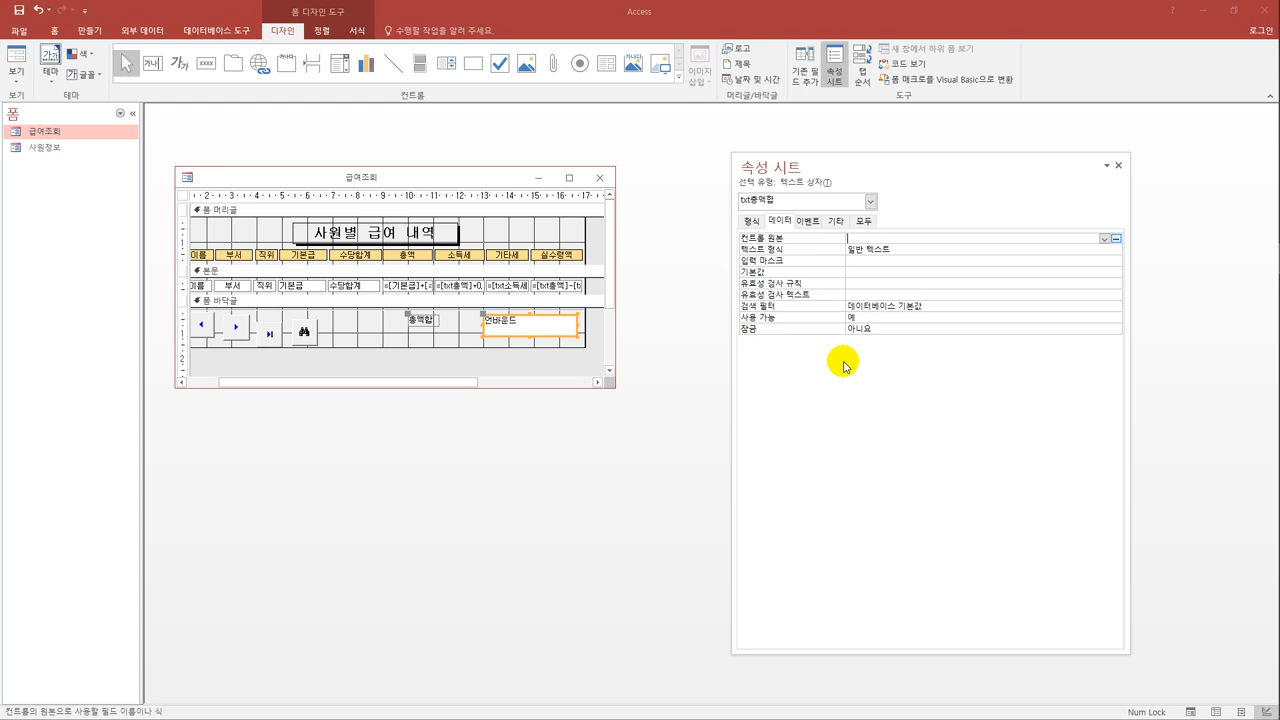 폼 디자인 도구
Access
파일 홈 만들기 외부 데이터 데이터베이스 도구 디자인 정렬 서식 수행할 작업을 알려 주세요.
로그인
보기
테마
색
글꼴
이미지 삽입
로고
제목
날짜 및 시간
기존 필드 추가
속성 시트
탭 순서
새 창에서 하위 폼 보기
코드 보기
폼 매크로를 Visual Basic으로 변환
보기 테마 컨트롤 머리글/바닥글 도구
폼
급여조회
사원정보
급여조회
폼 머리글
사원별 급여 내역
이름 부서 직위 기본급 수당합계 총액 소득세 기타세 실수령액
본문
이름 부서 직위 기본급 수당합계 =[기본급]+[ =[txt총액]*0. =[txt소득세 =[txt총액]-[t
폼 바닥글
총액합
언바운드
속성 시트
선택 유형: 텍스트 상자(T)
txt총액합
형식 데이터 이벤트 기타 모두
컨트롤 원본
텍스트 형식 일반 텍스트
입력 마스크
기본값
유효성 검사 규칙
유효성 검사 텍스트
검색 필터 데이터베이스 기본값
사용 가능 예
잠금 아니요
컨트롤의 원본으로 사용할 필드 이름이나 식
Num Lock